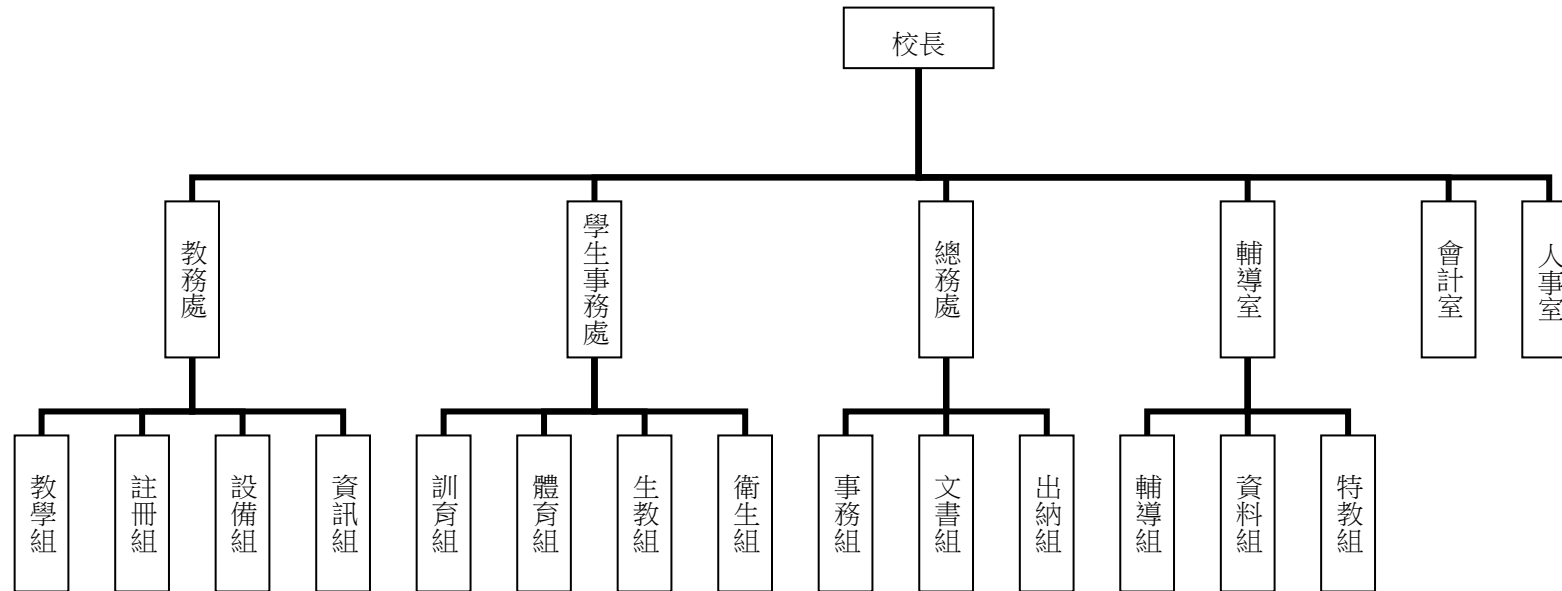 校長
教務處
學生事務處
總務處
輔導室
會計室
人事室
教學組
註冊組
設備組
資訊組
訓育組
體育組
生教組
衛生組
事務組
文書組
出納組
輔導組
資料組
特教組